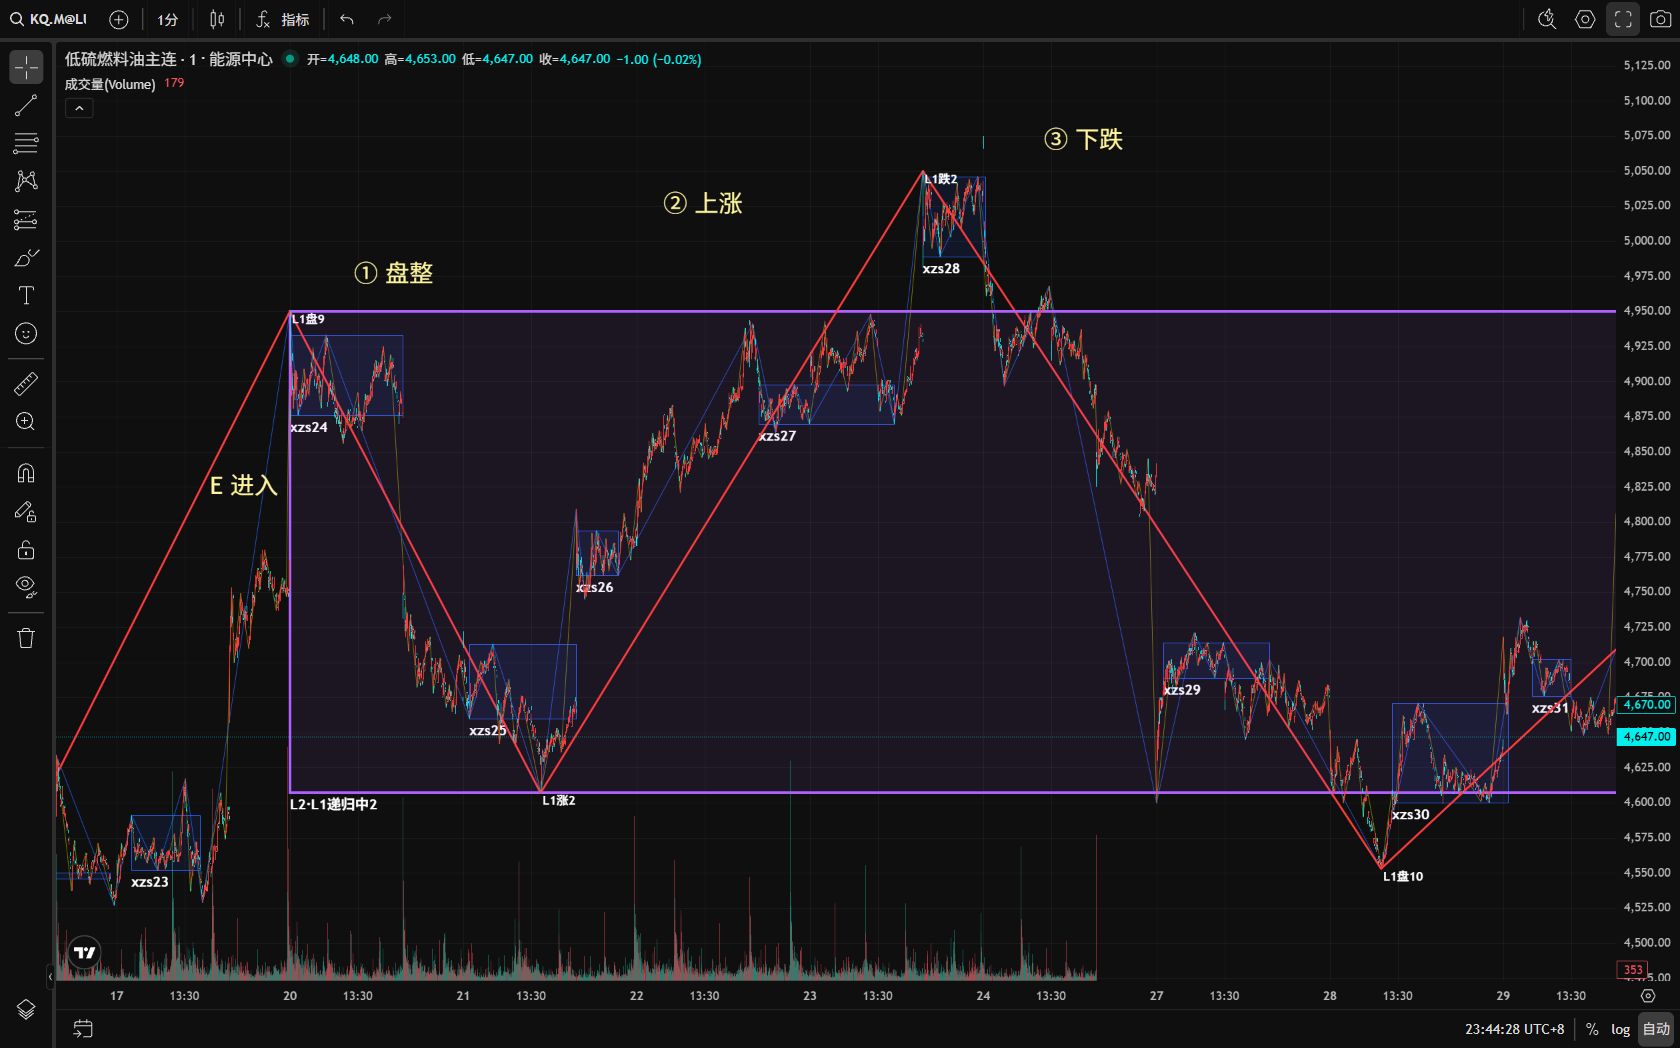 KQ.M@LU
1分
指标
低硫燃料油主连 · 1 · 能源中心
开=4,648.00 高=4,653.00 低=4,647.00 收=4,647.00 −1.00 (−0.02%)
成交量(Volume) 179
③ 下跌
② 上涨
① 盘整
E 进入
L1跌2
xzs28
L1盘9
xzs24
xzs27
xzs26
xzs25
xzs29
L1涨2
L2·L1递归中2
xzs31
xzs30
xzs23
L1盘10
5,125.00
5,100.00
5,075.00
5,050.00
5,025.00
5,000.00
4,975.00
4,950.00
4,925.00
4,900.00
4,875.00
4,850.00
4,825.00
4,800.00
4,775.00
4,750.00
4,725.00
4,700.00
4,675.00
4,670.00
4,647.00
4,625.00
4,600.00
4,575.00
4,550.00
4,525.00
4,500.00
353
17 13:30 20 13:30 21 13:30 22 13:30 23 13:30 24 13:30 27 13:30 28 13:30 29 13:30
23:44:28 UTC+8 % log 自动